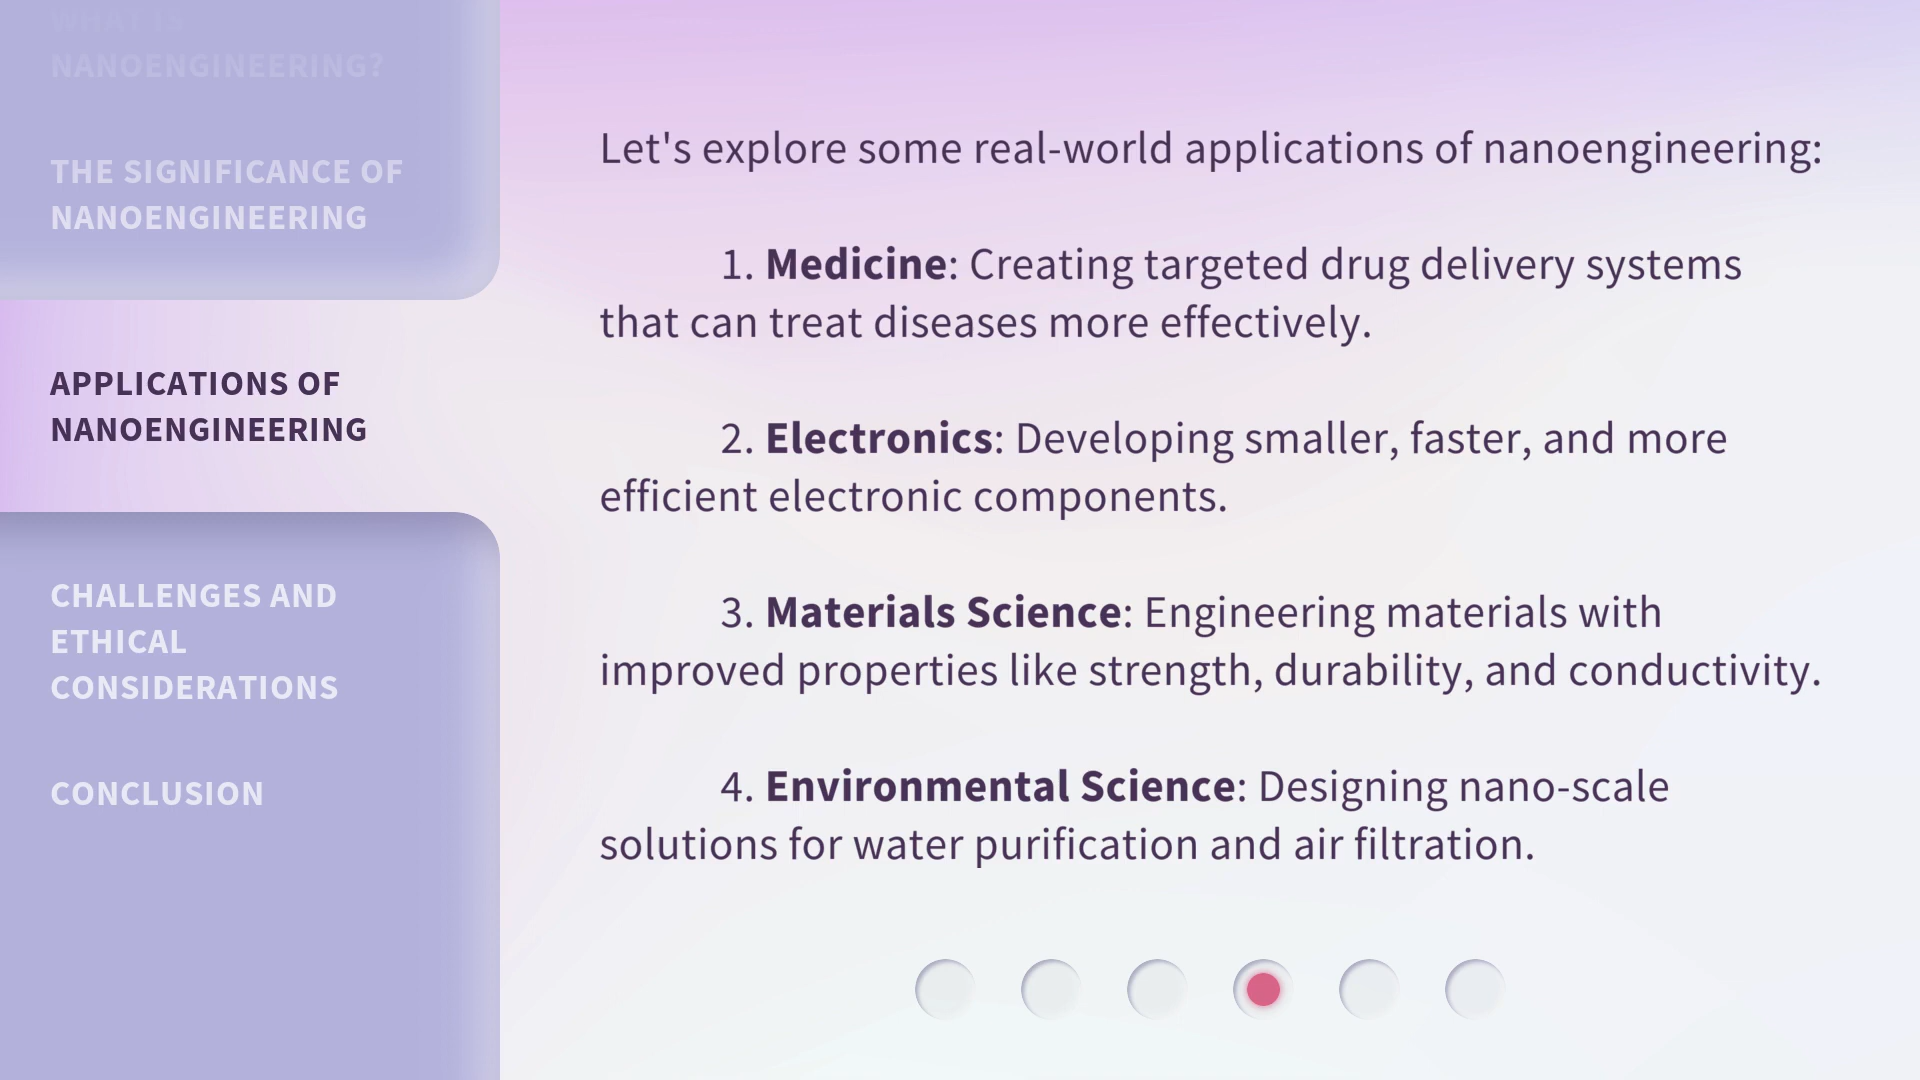 WHAT IS
NANOENGINEERING?
THE SIGNIFICANCE OF
NANOENGINEERING
APPLICATIONS OF
NANOENGINEERING
CHALLENGES AND
ETHICAL
CONSIDERATIONS
CONCLUSION
Let's explore some real-world applications of nanoengineering:
1. Medicine: Creating targeted drug delivery systems
that can treat diseases more effectively.
2. Electronics: Developing smaller, faster, and more
efficient electronic components.
3. Materials Science: Engineering materials with
improved properties like strength, durability, and conductivity.
4. Environmental Science: Designing nano-scale
solutions for water purification and air filtration.